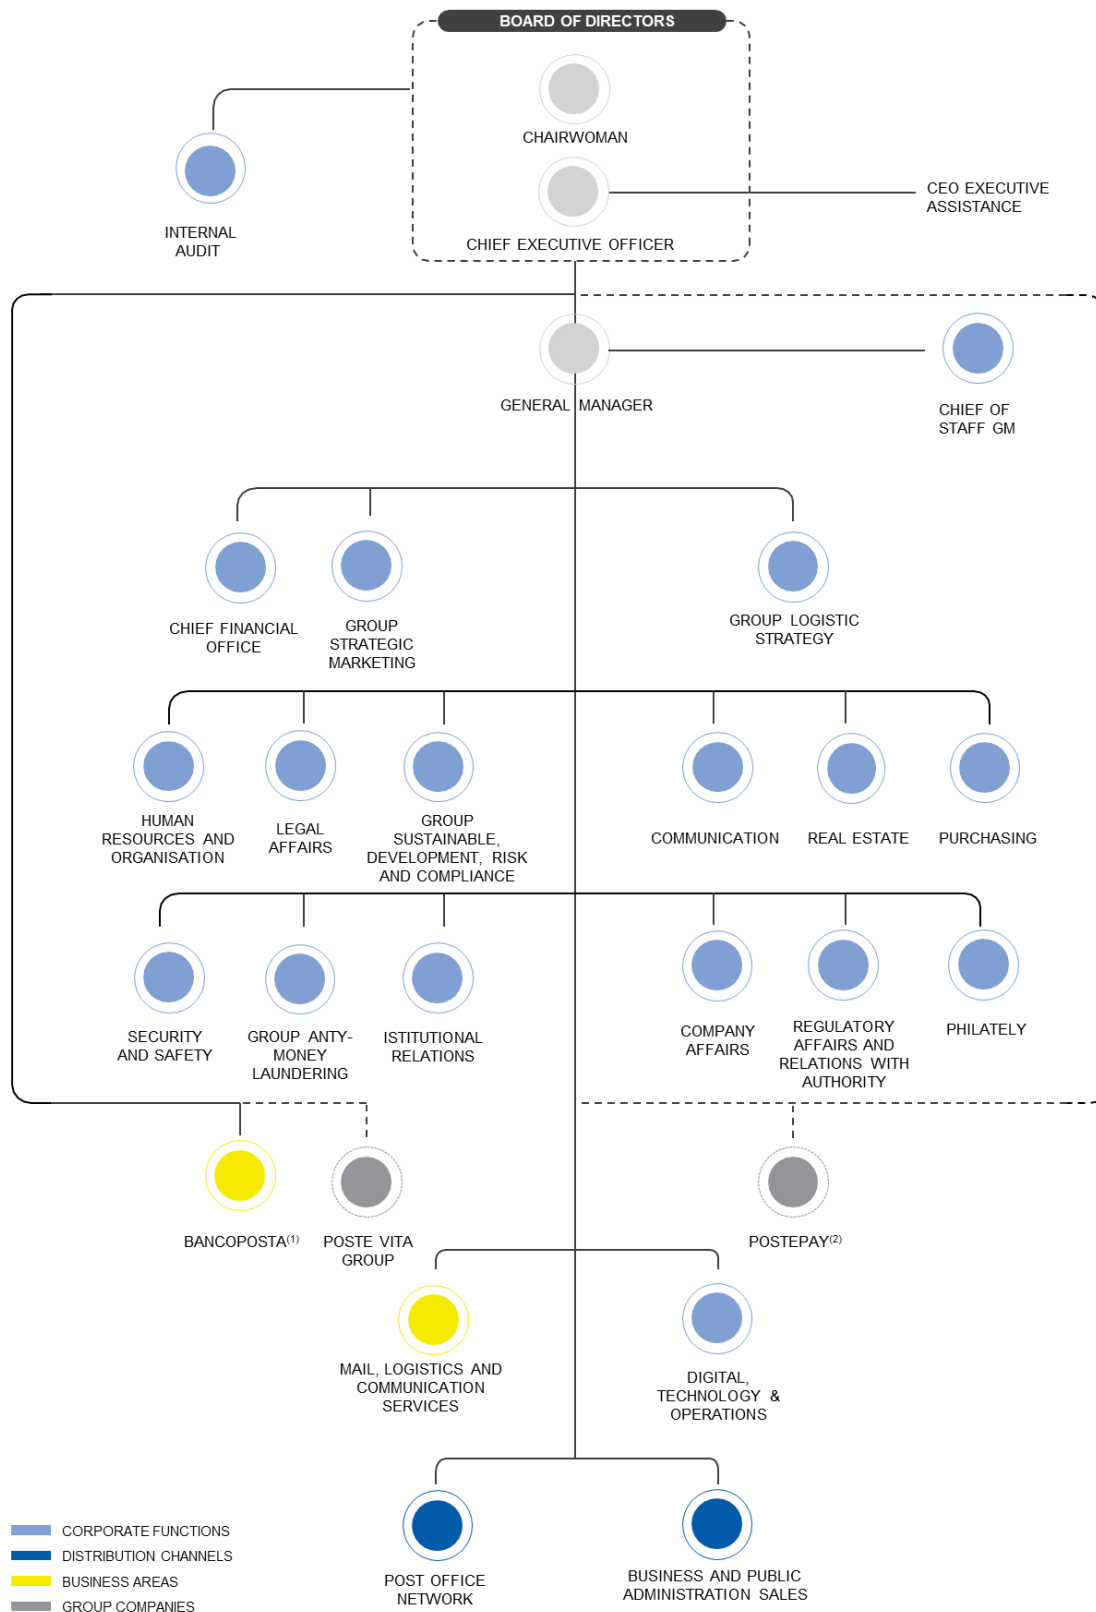 BOARD OF DIRECTORS
CHAIRWOMAN
CEO EXECUTIVE
ASSISTANCE
INTERNAL
AUDIT
CHIEF EXECUTIVE OFFICER
GENERAL MANAGER
CHIEF OF
STAFF GM
CHIEF FINANCIAL
OFFICE
GROUP
STRATEGIC
MARKETING
GROUP LOGISTIC
STRATEGY
HUMAN
RESOURCES AND
ORGANISATION
LEGAL
AFFAIRS
GROUP
SUSTAINABLE,
DEVELOPMENT, RISK
AND COMPLIANCE
COMMUNICATION
REAL ESTATE
PURCHASING
SECURITY
AND SAFETY
GROUP ANTY-
MONEY
LAUNDERING
ISTITUTIONAL
RELATIONS
COMPANY
AFFAIRS
REGULATORY
AFFAIRS AND
RELATIONS WITH
AUTHORITY
PHILATELY
BANCOPOSTA(1)
POSTE VITA
GROUP
POSTEPAY(2)
MAIL, LOGISTICS AND
COMMUNICATION
SERVICES
DIGITAL,
TECHNOLOGY &
OPERATIONS
POST OFFICE
NETWORK
BUSINESS AND PUBLIC
ADMINISTRATION SALES
CORPORATE FUNCTIONS
DISTRIBUTION CHANNELS
BUSINESS AREAS
GROUP COMPANIES